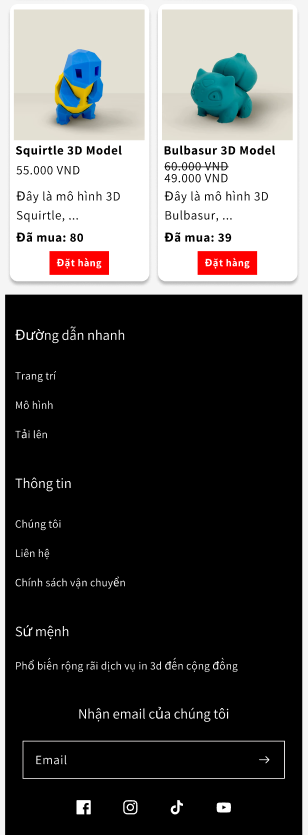 Squirtle 3D Model
55.000 VND
Đây là mô hình 3D
Squirtle, ...
Đã mua: 80
Đặt hàng
Bulbasur 3D Model
60.000 VND
49.000 VND
Đây là mô hình 3D
Bulbasur, ...
Đã mua: 39
Đặt hàng
Đường dẫn nhanh
Trang trí
Mô hình
Tải lên
Thông tin
Chúng tôi
Liên hệ
Chính sách vận chuyển
Sứ mệnh
Phổ biến rộng rãi dịch vụ in 3d đến cộng đồng
Nhận email của chúng tôi
Email